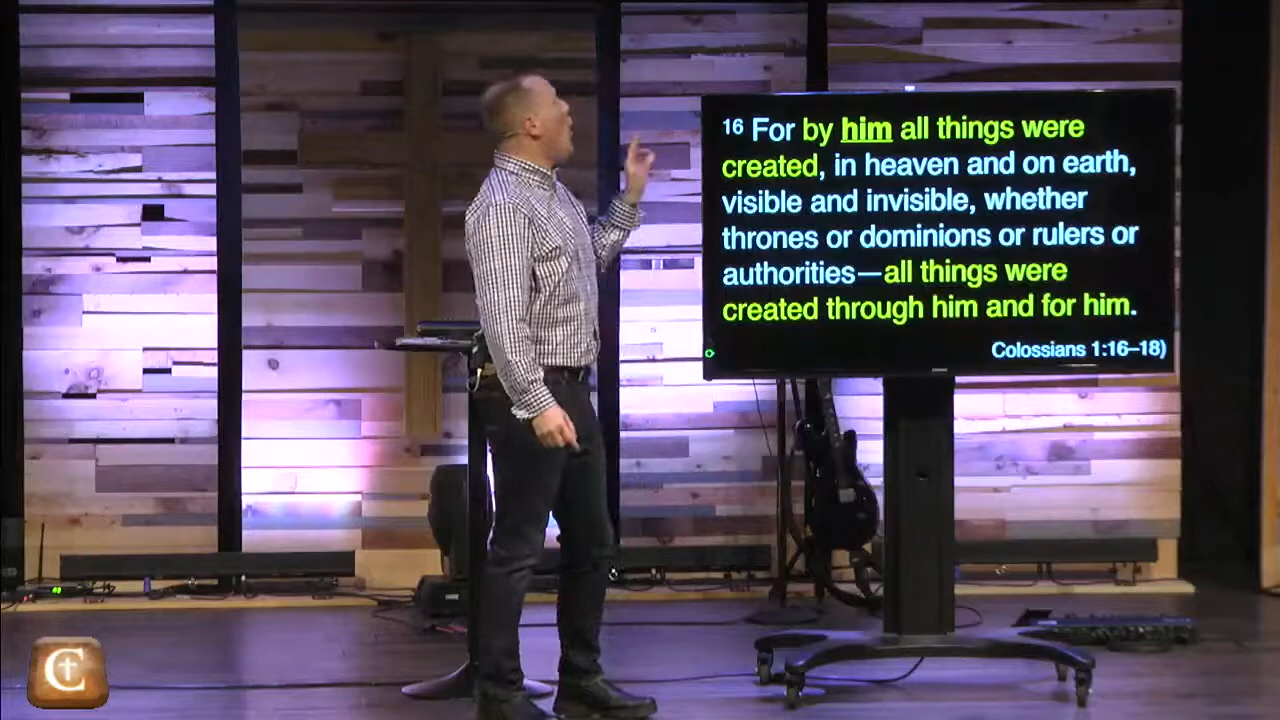 16 For by him all things were
created, in heaven and on earth,
visible and invisible, whether
thrones or dominions or rulers or
authorities—all things were
created through him and for him.
Colossians 1:16–18)
C